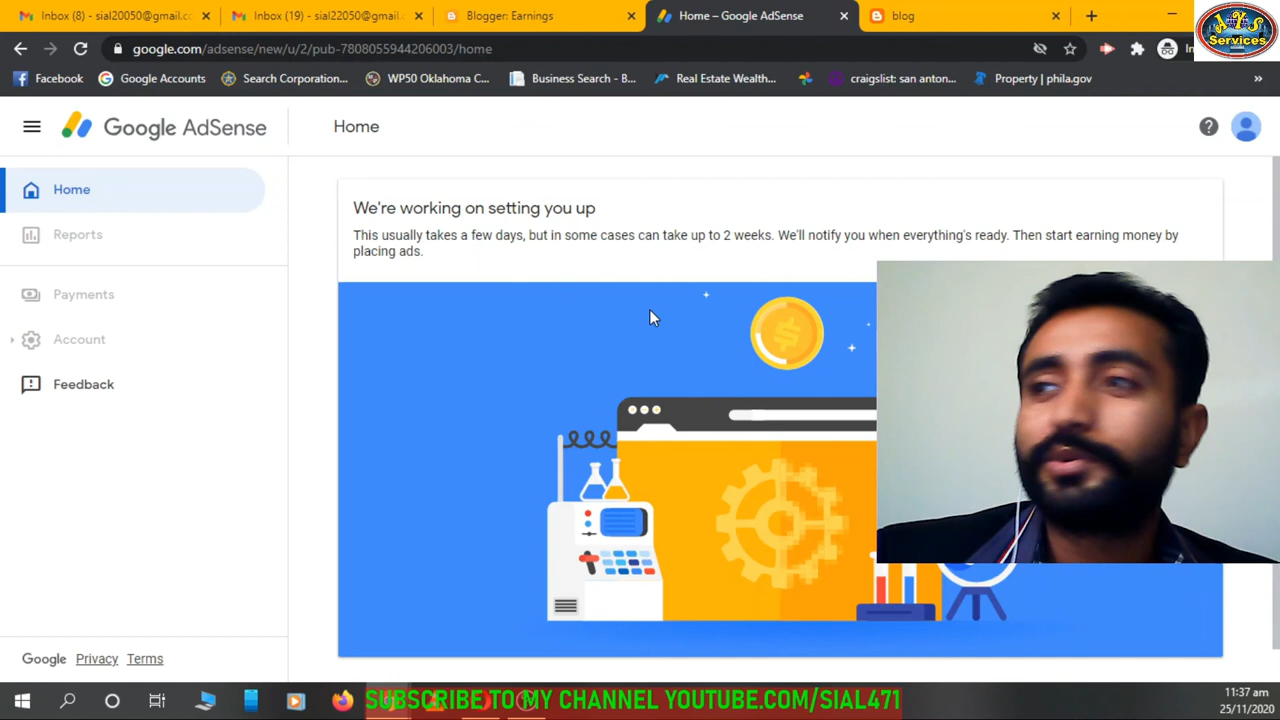 Inbox (8) - sial20050@gmail.cc
Inbox (19) - sial22050@gmail.
Blogger: Earnings
Home – Google AdSense
blog
google.com/adsense/new/u/2/pub-7808055944206003/home
In
AYS
Services
Facebook
Google Accounts
Search Corporation...
WP50 Oklahoma C...
Business Search - B...
Real Estate Wealth...
craigslist: san anton...
Property | phila.gov
»
Google AdSense
Home
Home
Reports
Payments
Account
Feedback
We're working on setting you up
This usually takes a few days, but in some cases can take up to 2 weeks. We'll notify you when everything's ready. Then start earning money by
placing ads.
Google Privacy Terms
SUBSCRIBE TO MY CHANNEL YOUTUBE.COM/SIAL471
11:37 am
25/11/2020